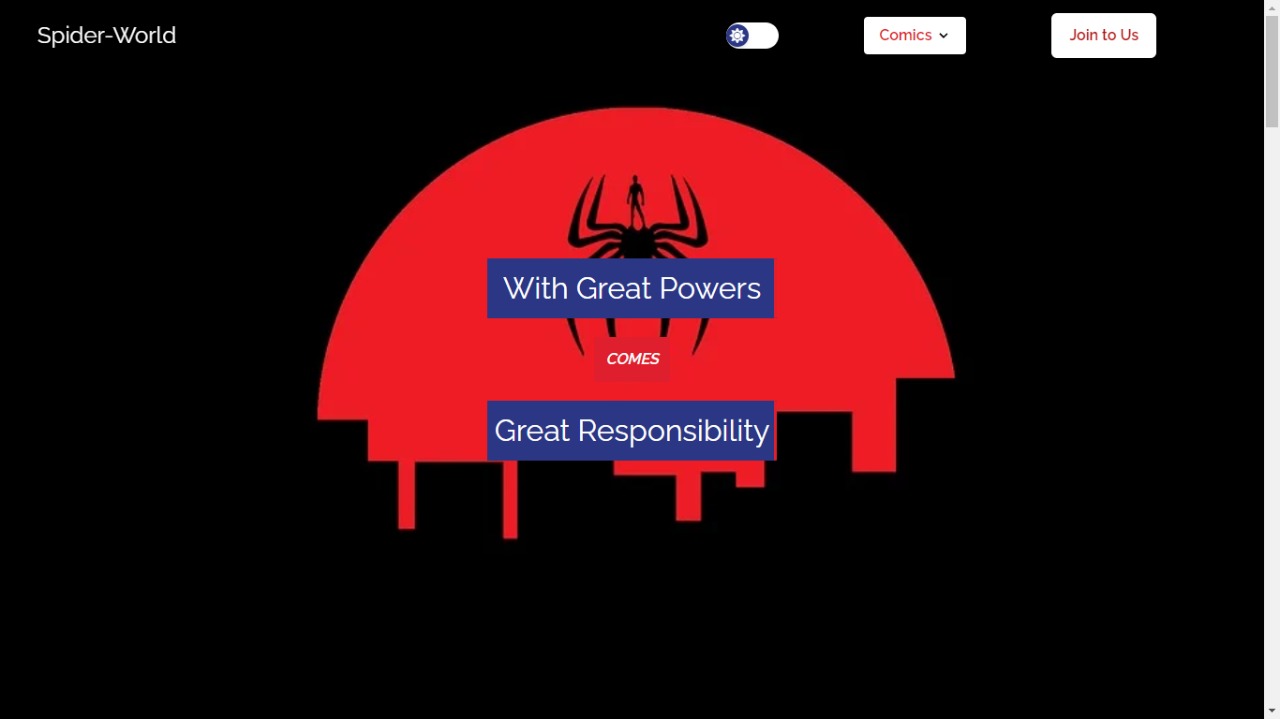 Spider-World
Comics
Join to Us
With Great Powers
COMES
Great Responsibility